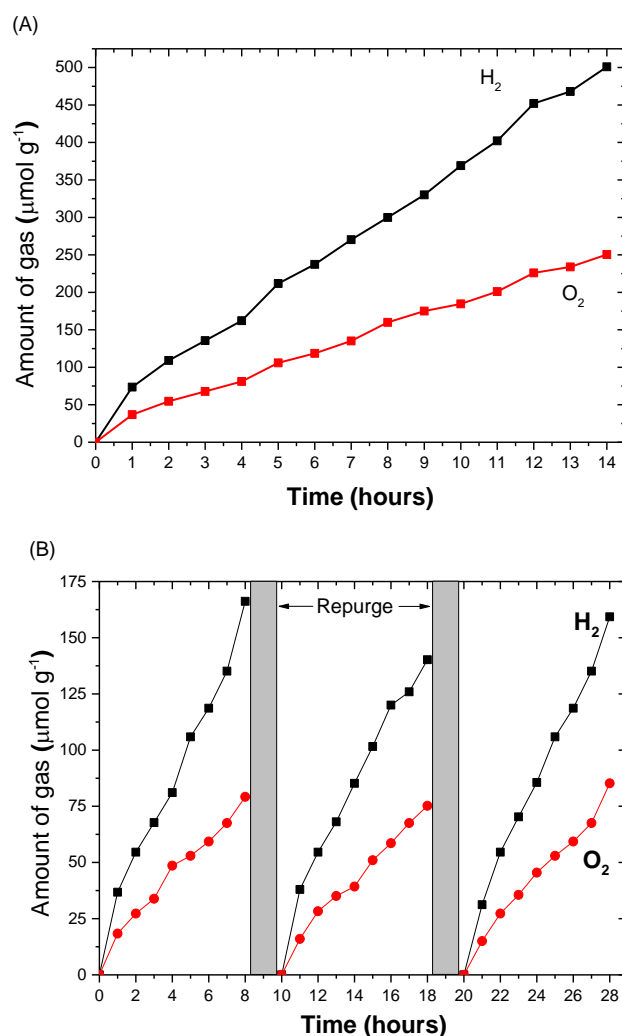 (A)
500
450
400
350
300
250
200
150
100
50
0
Amount of gas (μmol g⁻¹)
H₂
O₂
0 1 2 3 4 5 6 7 8 9 10 11 12 13 14
Time (hours)
(B)
175
150
125
100
75
50
25
0
Amount of gas (μmol g⁻¹)
Repurge
H₂
O₂
0 2 4 6 8 10 12 14 16 18 20 22 24 26 28
Time (hours)